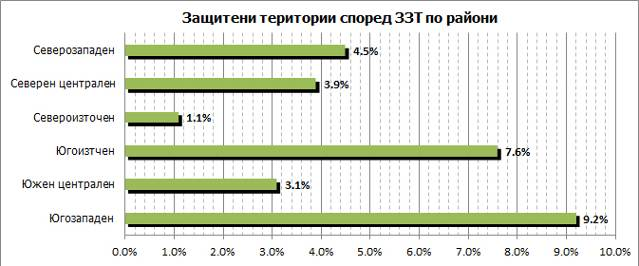 Защитени територии според ЗЗТ по райони
Северозападен
4.5%
Северен централен
3.9%
Североизточен
1.1%
Югоизтчен
7.6%
Южен централен
3.1%
Югозападен
9.2%
0.0% 1.0% 2.0% 3.0% 4.0% 5.0% 6.0% 7.0% 8.0% 9.0% 10.0%